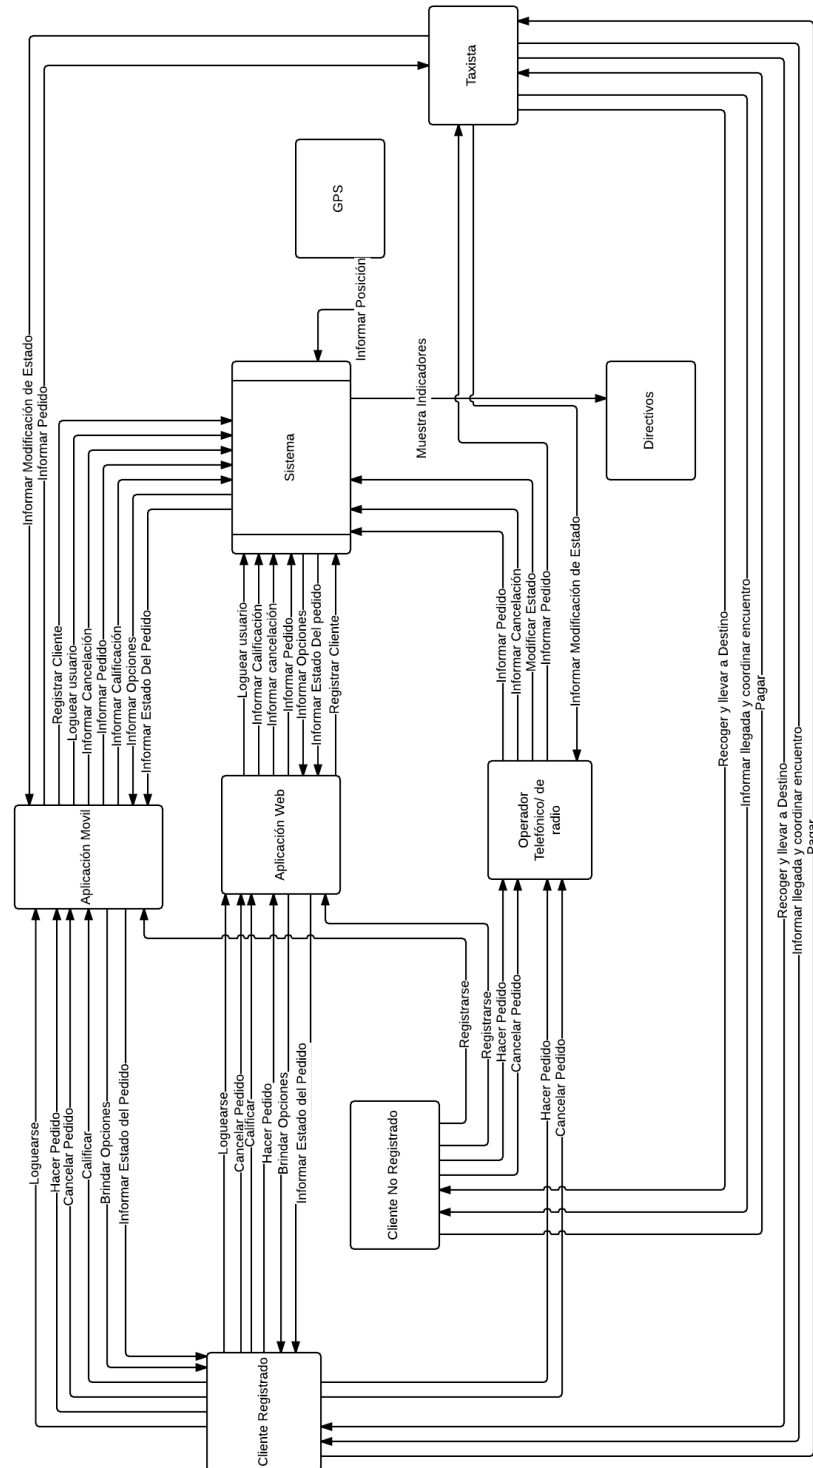 Taxista
GPS
Informar Posición
Sistema
Muestra Indicadores
Directivos
Informar Modificación de Estado
Informar Pedido
Registrar Cliente
Loguear usuario
Informar Cancelación
Informar Pedido
Informar Calificación
Informar Opciones
Informar Estado Del Pedido
Loguear usuario
Informar Calificación
Informar cancelación
Informar Pedido
Informar Opciones
Informar Estado Del pedido
Registrar Cliente
Informar Pedido
Informar Cancelación
Modificar Estado
Informar Pedido
Informar Modificación de Estado
Aplicación Movil
Aplicación Web
Operador
Telefónico/ de
radio
Recoger y llevar a Destino
Informar llegada y coordinar encuentro
Pagar
Recoger y llevar a Destino
Informar llegada y coordinar encuentro
Pagar
Loguearse
Hacer Pedido
Cancelar Pedido
Calificar
Brindar Opciones
Informar Estado del Pedido
Loguearse
Cancelar Pedido
Calificar
Hacer Pedido
Brindar Opciones
Informar Estado del Pedido
Registrarse
Registrarse
Hacer Pedido
Cancelar Pedido
Hacer Pedido
Cancelar Pedido
Cliente No Registrado
Cliente Registrado